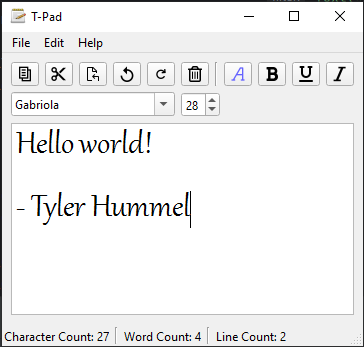 T-Pad
File Edit Help
A B U I
Gabriola 28
Hello world!
- Tyler Hummel
Character Count: 27 Word Count: 4 Line Count: 2